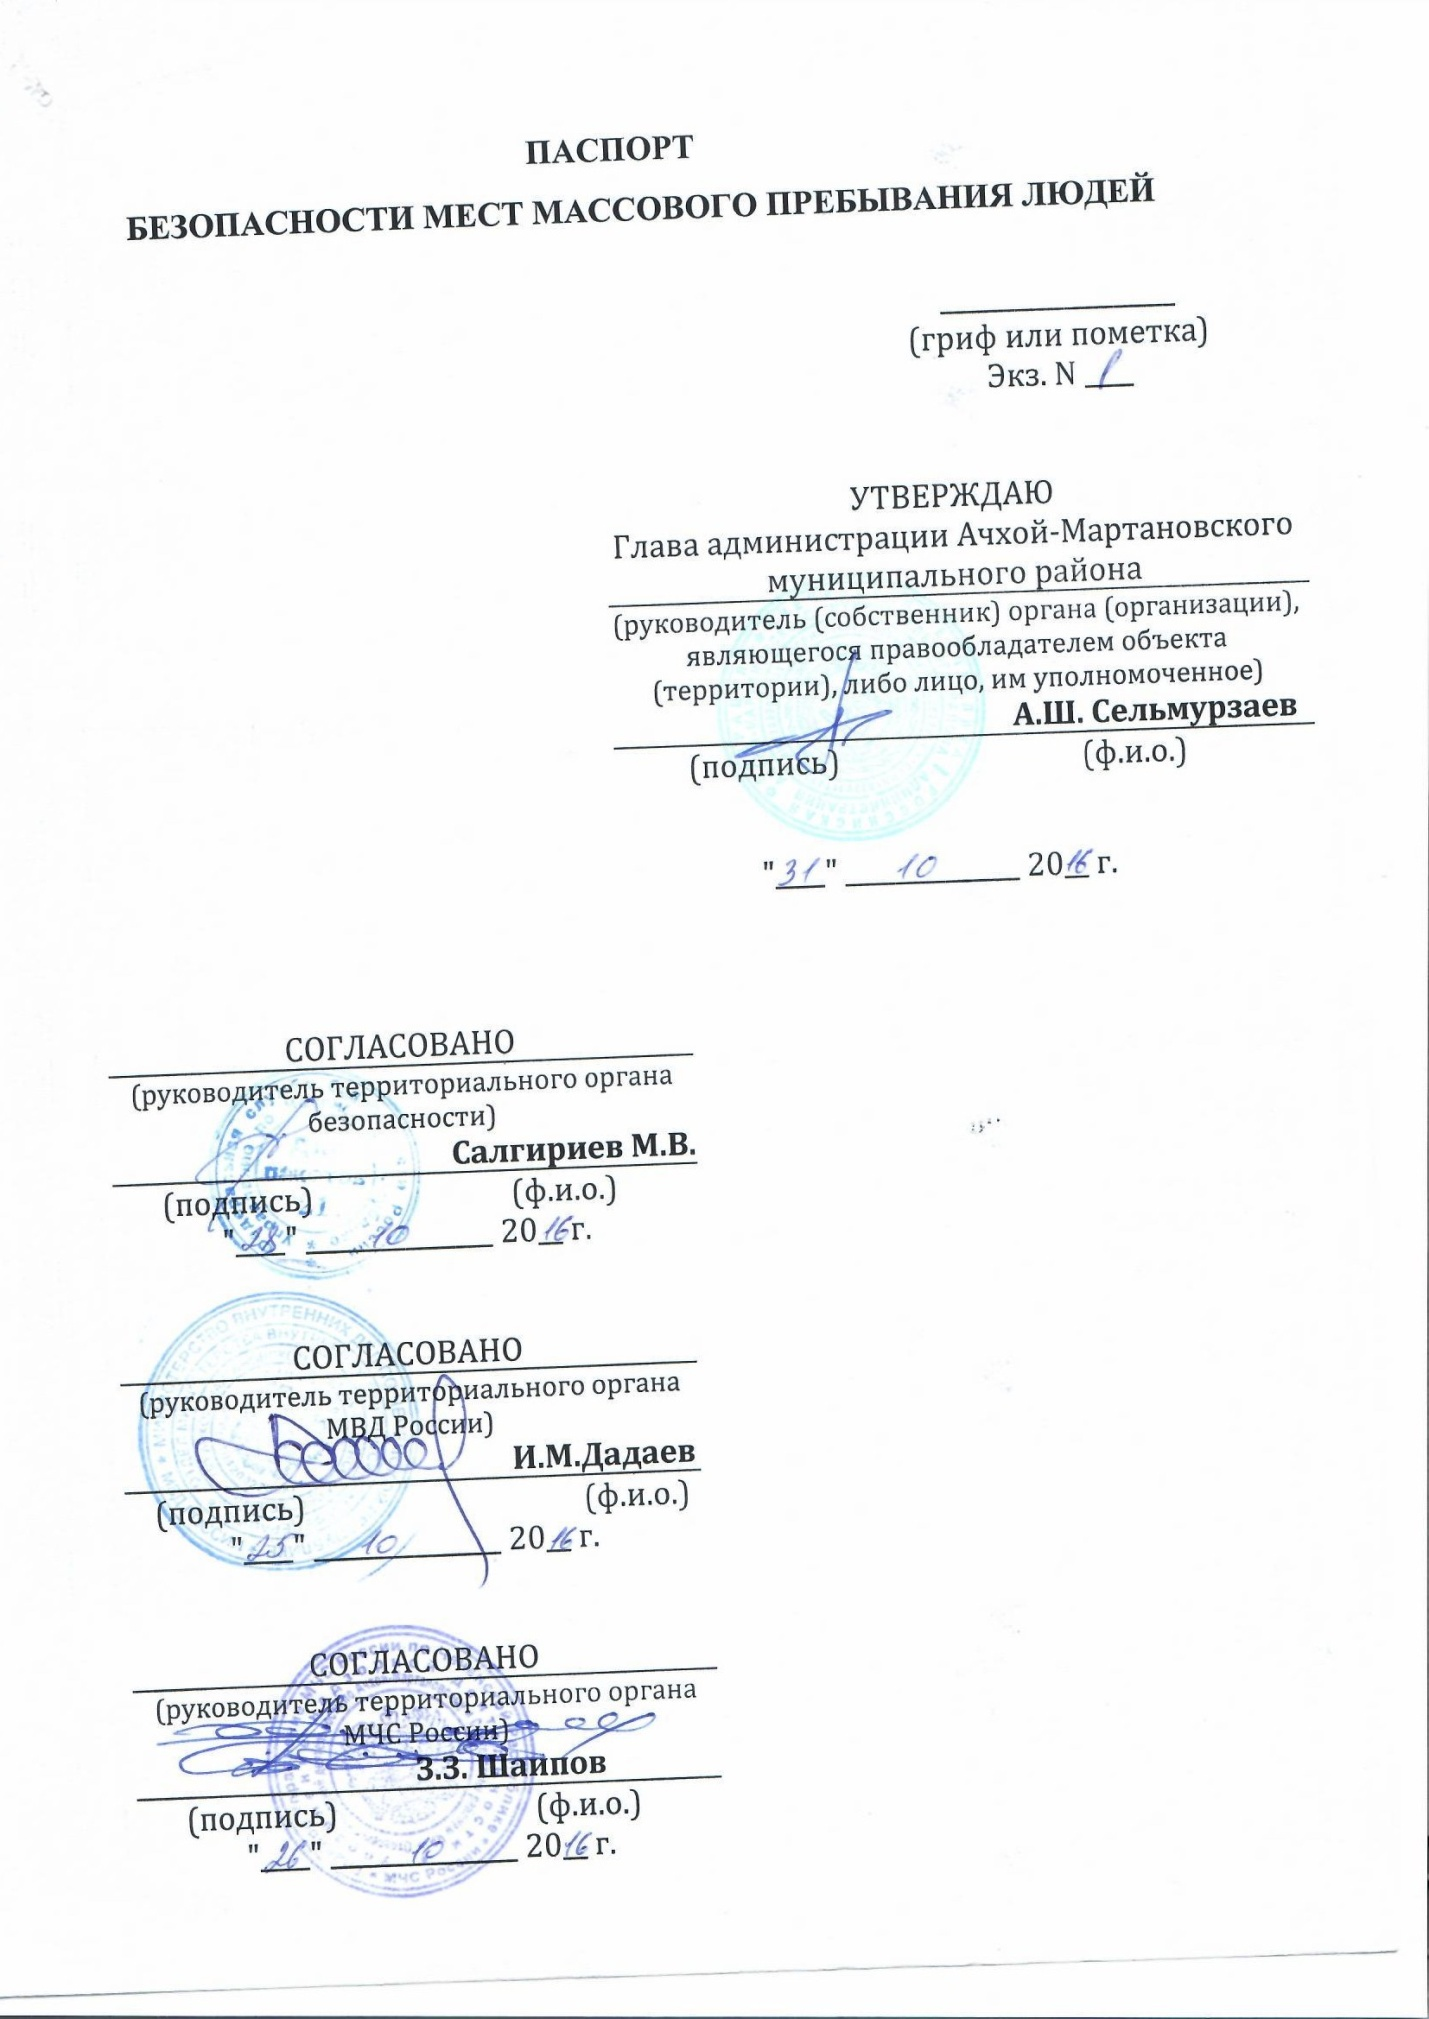 ПАСПОРТ
БЕЗОПАСНОСТИ МЕСТ МАССОВОГО ПРЕБЫВАНИЯ ЛЮДЕЙ
(гриф или пометка)
Экз. N 1
УТВЕРЖДАЮ
Глава администрации Ачхой-Мартановского
муниципального района
(руководитель (собственник) органа (организации),
являющегося правообладателем объекта
(территории), либо лицо, им уполномоченное)
А.Ш. Сельмурзаев
(подпись) (ф.и.о.)
"31" 10 2016 г.
СОГЛАСОВАНО
(руководитель территориального органа
безопасности)
Салгириев М.В.
(подпись) (ф.и.о.)
"28" 10 2016г.
СОГЛАСОВАНО
(руководитель территориального органа
МВД России)
И.М.Дадаев
(подпись) (ф.и.о.)
"25" 10 2016 г.
СОГЛАСОВАНО
(руководитель территориального органа
МЧС России)
З.З. Шаипов
(подпись) (ф.и.о.)
"26" 10 2016 г.